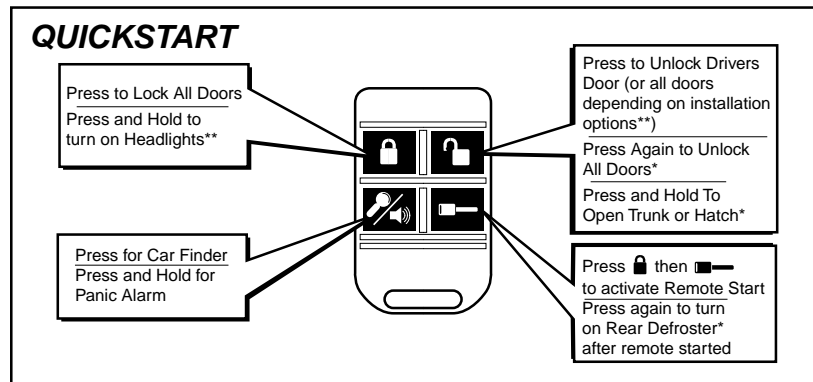 QUICKSTART
Press to Lock All Doors
Press and Hold to
turn on Headlights**
Press to Unlock Drivers
Door (or all doors
depending on installation
options**)
Press Again to Unlock
All Doors*
Press and Hold To
Open Trunk or Hatch*
Press for Car Finder
Press and Hold for
Panic Alarm
Press then
to activate Remote Start
Press again to turn
on Rear Defroster*
after remote started